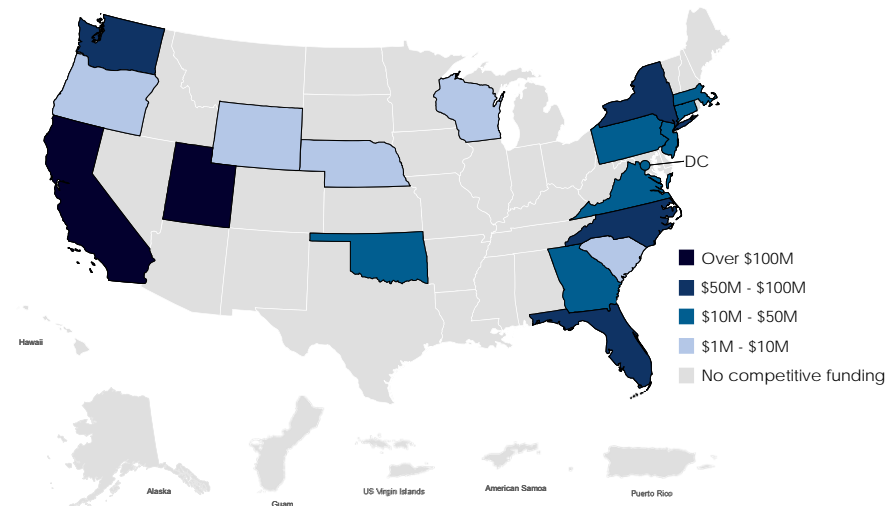 DC
Over $100M
$50M - $100M
$10M - $50M
$1M - $10M
No competitive funding
Hawaii
Alaska
Guam
US Virgin Islands
American Samoa
Puerto Rico